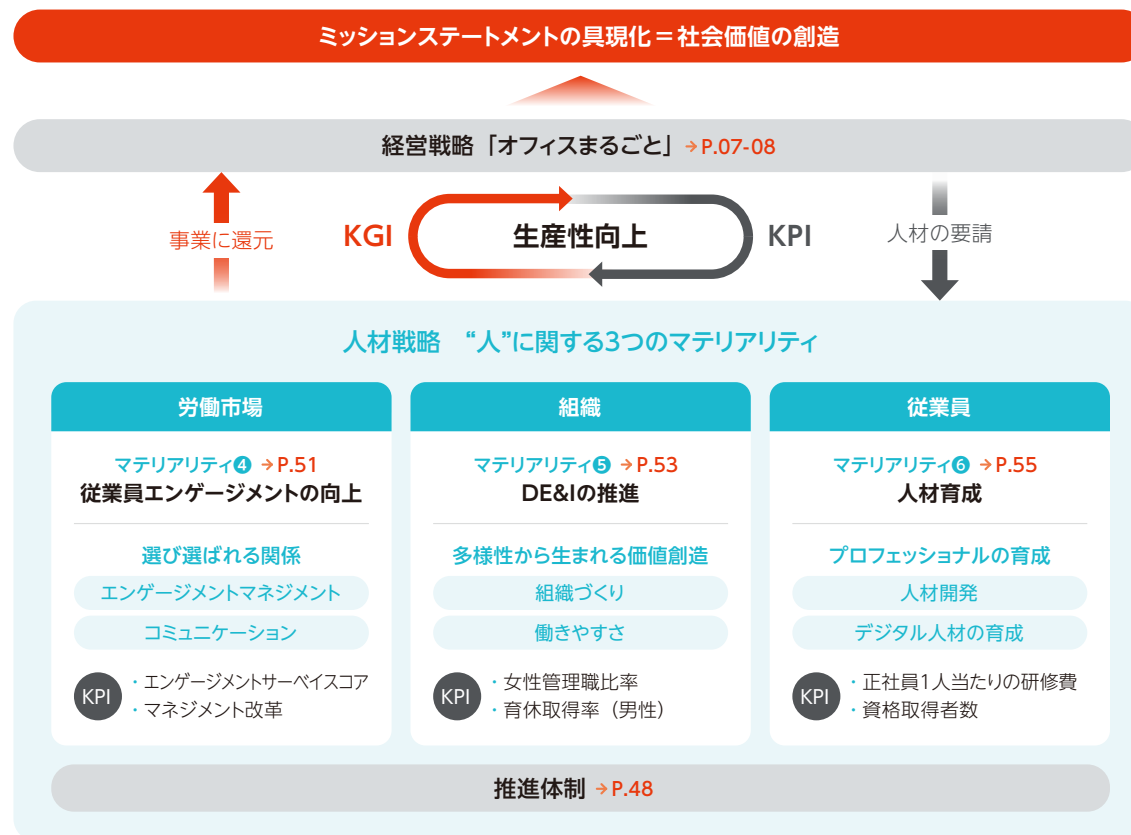 ミッションステートメントの具現化＝社会価値の創造
経営戦略「オフィスまるごと」→P.07-08
事業に還元
KGI
生産性向上
KPI
人材の要請
人材戦略　“人”に関する3つのマテリアリティ
労働市場
マテリアリティ❹ →P.51
従業員エンゲージメントの向上
選び選ばれる関係
エンゲージメントマネジメント
コミュニケーション
KPI
・エンゲージメントサーベイスコア
・マネジメント改革
組織
マテリアリティ❺ →P.53
DE&Iの推進
多様性から生まれる価値創造
組織づくり
働きやすさ
KPI
・女性管理職比率
・育休取得率（男性）
従業員
マテリアリティ❻ →P.55
人材育成
プロフェッショナルの育成
人材開発
デジタル人材の育成
KPI
・正社員1人当たりの研修費
・資格取得者数
推進体制 →P.48